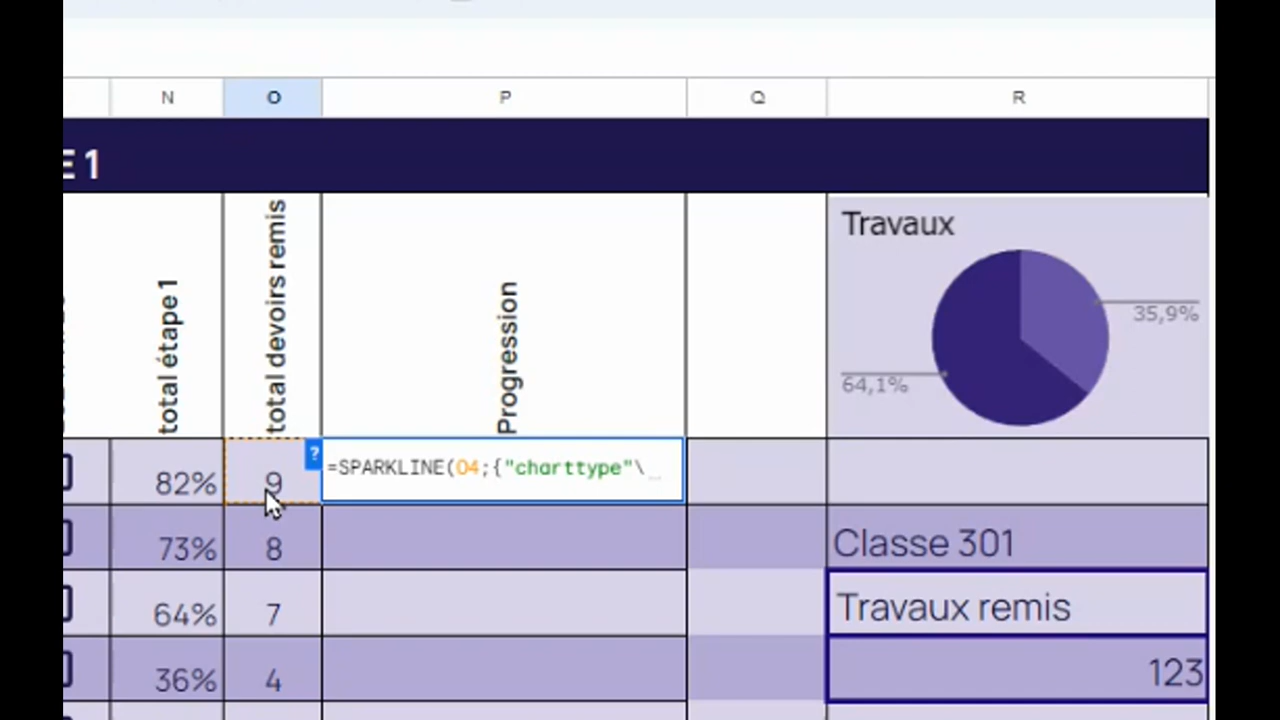 N O P Q R
E 1
total étape 1
total devoirs remis
Progression
Travaux
35,9%
64,1%
82% 9 ? =SPARKLINE(O4;{"charttype"\
73% 8 Classe 301
64% 7 Travaux remis
36% 4 123